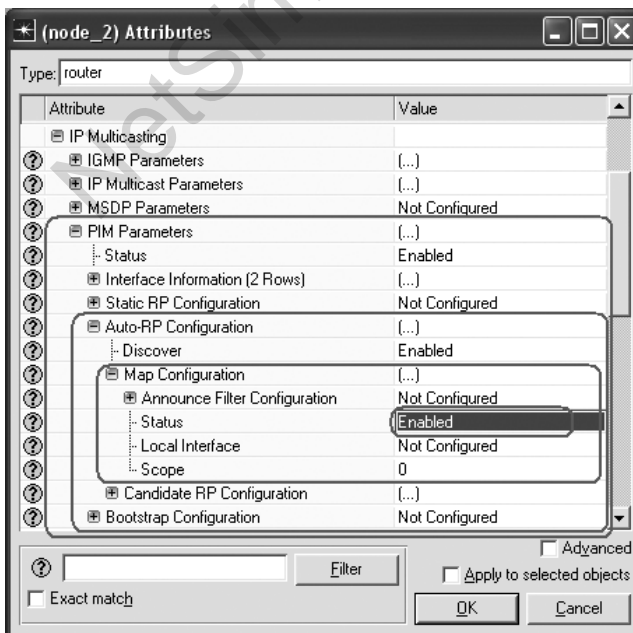 (node_2) Attributes
Type: router
Attribute Value
IP Multicasting
IGMP Parameters (...)
IP Multicast Parameters (...)
MSDP Parameters Not Configured
PIM Parameters (...)
Status Enabled
Interface Information (2 Rows) (...)
Static RP Configuration Not Configured
Auto-RP Configuration (...)
Discover Enabled
Map Configuration (...)
Announce Filter Configuration Not Configured
Status Enabled
Local Interface Not Configured
Scope 0
Candidate RP Configuration (...)
Bootstrap Configuration Not Configured
Advanced
Filter
Apply to selected objects
Exact match
OK Cancel